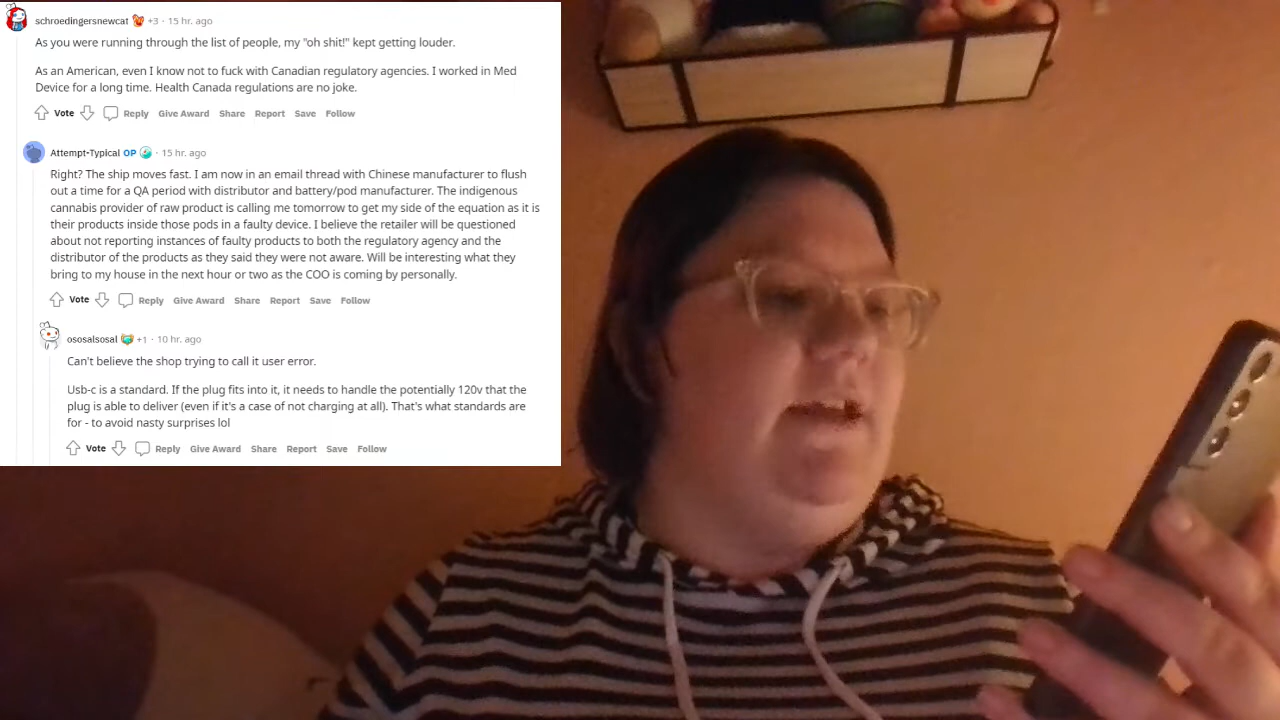 schroedingersnewcat +3 · 15 hr. ago
As you were running through the list of people, my "oh shit!" kept getting louder.
As an American, even I know not to fuck with Canadian regulatory agencies. I worked in Med
Device for a long time. Health Canada regulations are no joke.
Vote Reply Give Award Share Report Save Follow
Attempt-Typical OP · 15 hr. ago
Right? The ship moves fast. I am now in an email thread with Chinese manufacturer to flush
out a time for a QA period with distributor and battery/pod manufacturer. The indigenous
cannabis provider of raw product is calling me tomorrow to get my side of the equation as it is
their products inside those pods in a faulty device. I believe the retailer will be questioned
about not reporting instances of faulty products to both the regulatory agency and the
distributor of the products as they said they were not aware. Will be interesting what they
bring to my house in the next hour or two as the COO is coming by personally.
Vote Reply Give Award Share Report Save Follow
ososalsosal +1 · 10 hr. ago
Can't believe the shop trying to call it user error.
Usb-c is a standard. If the plug fits into it, it needs to handle the potentially 120v that the
plug is able to deliver (even if it's a case of not charging at all). That's what standards are
for - to avoid nasty surprises lol
Vote Reply Give Award Share Report Save Follow